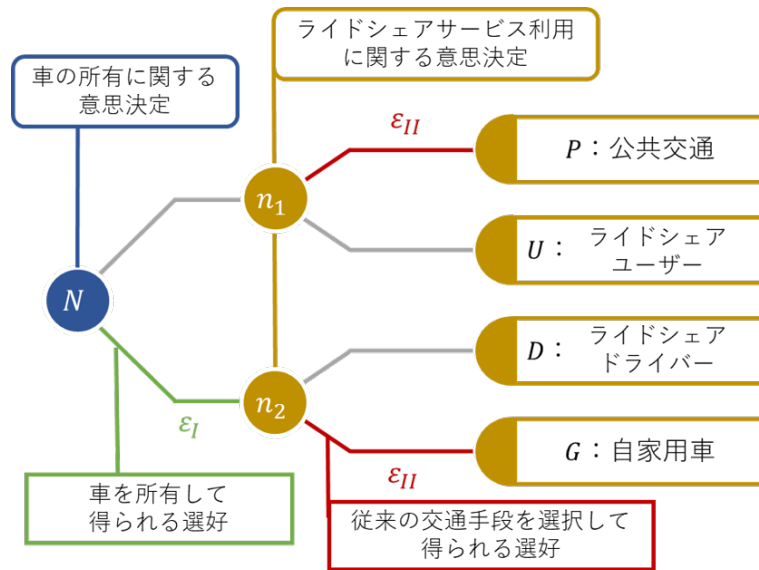 ライドシェアサービス利用
に関する意思決定
車の所有に関する
意思決定
ε_II
P：公共交通
n₁
U：ライドシェア
ユーザー
N
D：ライドシェア
ドライバー
n₂
ε_I
G：自家用車
ε_II
車を所有して
得られる選好
従来の交通手段を選択して
得られる選好